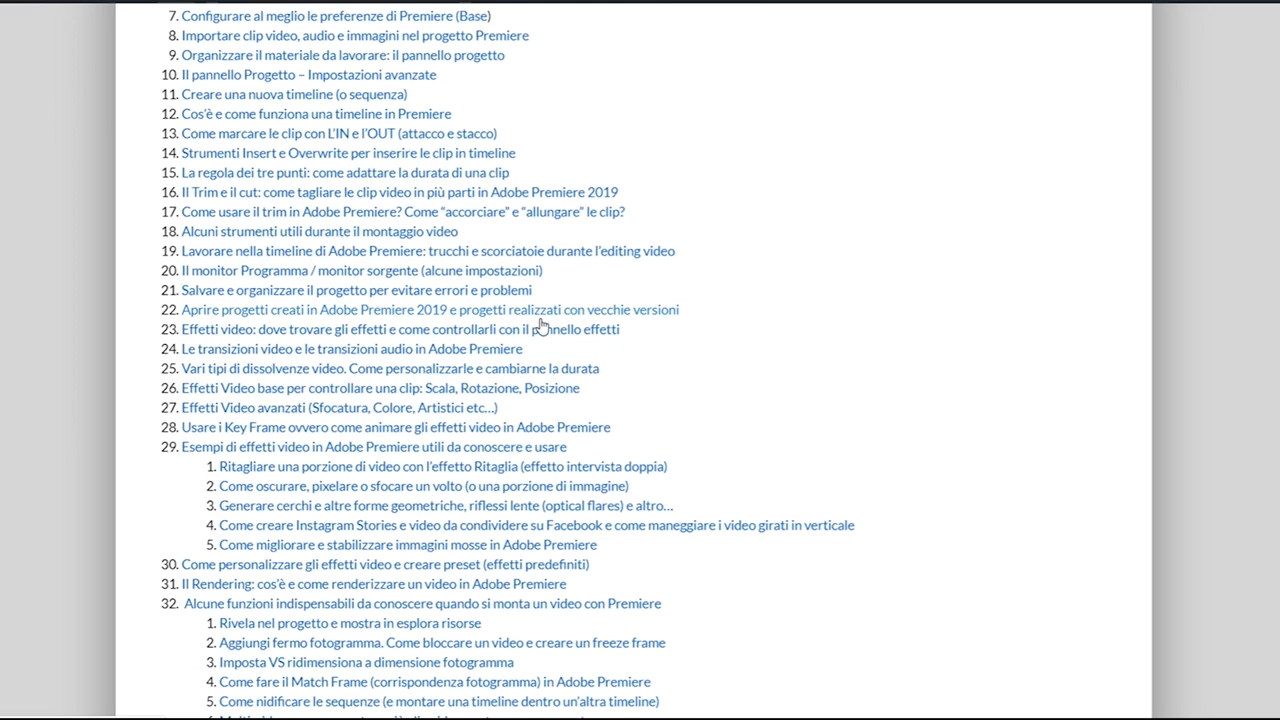 7. Configurare al meglio le preferenze di Premiere (Base)
8. Importare clip video, audio e immagini nel progetto Premiere
9. Organizzare il materiale da lavorare: il pannello progetto
10. Il pannello Progetto – Impostazioni avanzate
11. Creare una nuova timeline (o sequenza)
12. Cos'è e come funziona una timeline in Premiere
13. Come marcare le clip con L'IN e l'OUT (attacco e stacco)
14. Strumenti Insert e Overwrite per inserire le clip in timeline
15. La regola dei tre punti: come adattare la durata di una clip
16. Il Trim e il cut: come tagliare le clip video in più parti in Adobe Premiere 2019
17. Come usare il trim in Adobe Premiere? Come “accorciare” e “allungare” le clip?
18. Alcuni strumenti utili durante il montaggio video
19. Lavorare nella timeline di Adobe Premiere: trucchi e scorciatoie durante l'editing video
20. Il monitor Programma / monitor sorgente (alcune impostazioni)
21. Salvare e organizzare il progetto per evitare errori e problemi
22. Aprire progetti creati in Adobe Premiere 2019 e progetti realizzati con vecchie versioni
23. Effetti video: dove trovare gli effetti e come controllarli con il pannello effetti
24. Le transizioni video e le transizioni audio in Adobe Premiere
25. Vari tipi di dissolvenze video. Come personalizzarle e cambiarne la durata
26. Effetti Video base per controllare una clip: Scala, Rotazione, Posizione
27. Effetti Video avanzati (Sfocatura, Colore, Artistici etc…)
28. Usare i Key Frame ovvero come animare gli effetti video in Adobe Premiere
29. Esempi di effetti video in Adobe Premiere utili da conoscere e usare
1. Ritagliare una porzione di video con l'effetto Ritaglia (effetto intervista doppia)
2. Come oscurare, pixelare o sfocare un volto (o una porzione di immagine)
3. Generare cerchi e altre forme geometriche, riflessi lente (optical flares) e altro…
4. Come creare Instagram Stories e video da condividere su Facebook e come maneggiare i video girati in verticale
5. Come migliorare e stabilizzare immagini mosse in Adobe Premiere
30. Come personalizzare gli effetti video e creare preset (effetti predefiniti)
31. Il Rendering: cos'è e come renderizzare un video in Adobe Premiere
32. Alcune funzioni indispensabili da conoscere quando si monta un video con Premiere
1. Rivela nel progetto e mostra in esplora risorse
2. Aggiungi fermo fotogramma. Come bloccare un video e creare un freeze frame
3. Imposta VS ridimensiona a dimensione fotogramma
4. Come fare il Match Frame (corrispondenza fotogramma) in Adobe Premiere
5. Come nidificare le sequenze (e montare una timeline dentro un'altra timeline)